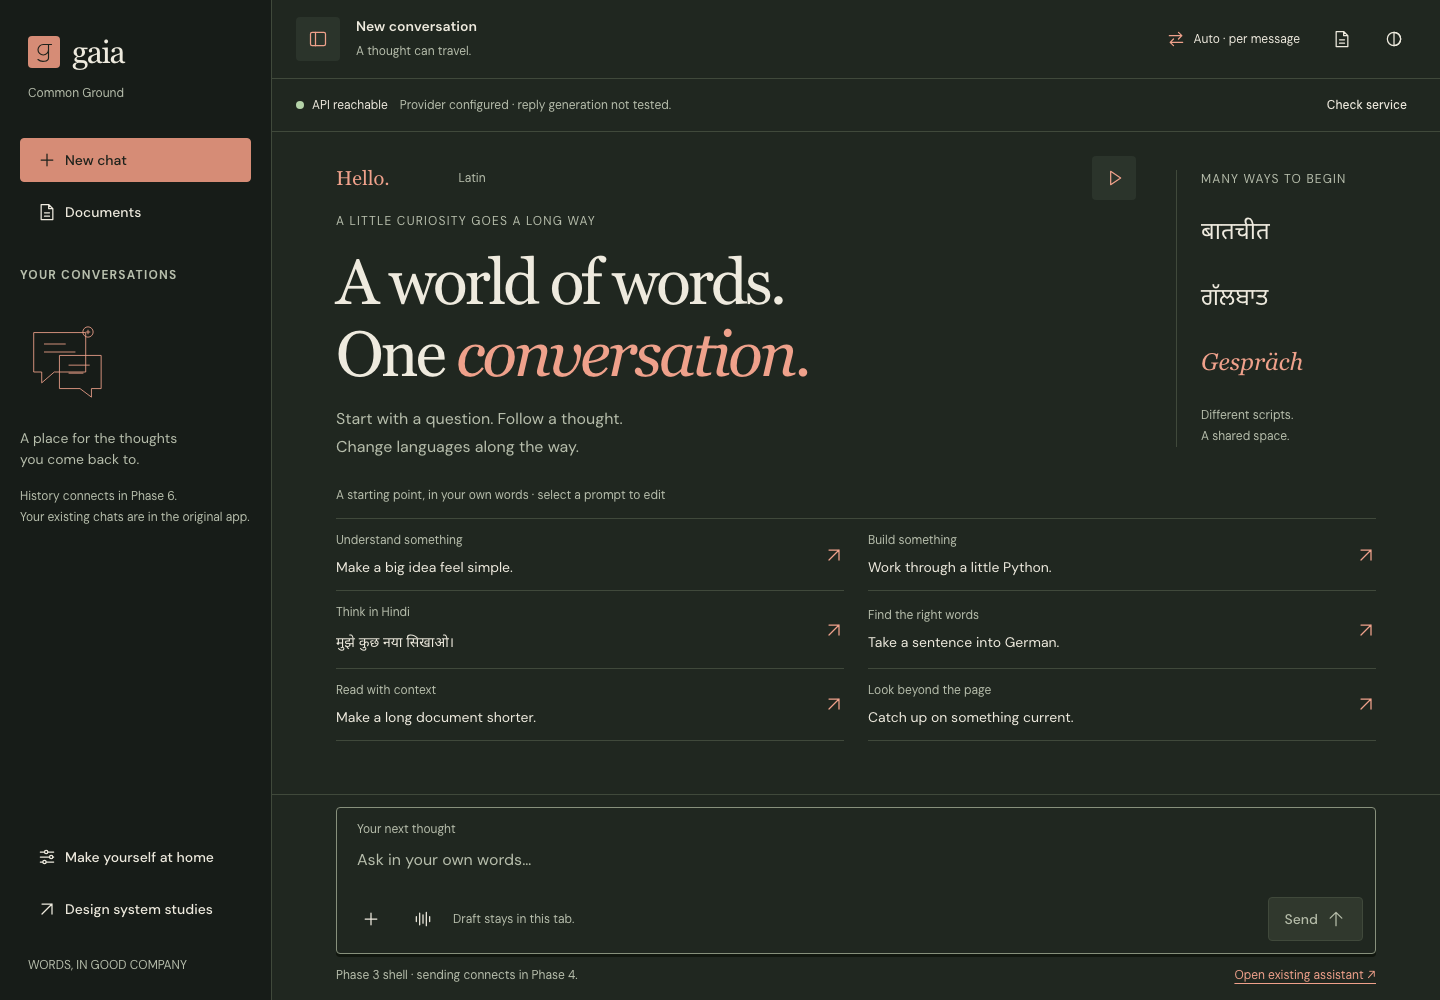 gaia
Common Ground
New chat
Documents
YOUR CONVERSATIONS
A place for the thoughts
you come back to.
History connects in Phase 6.
Your existing chats are in the original app.
Make yourself at home
Design system studies
WORDS, IN GOOD COMPANY
New conversation
A thought can travel.
Auto · per message
API reachable
Provider configured · reply generation not tested.
Check service
Hello.
Latin
A LITTLE CURIOSITY GOES A LONG WAY
A world of words.
One conversation.
Start with a question. Follow a thought.
Change languages along the way.
MANY WAYS TO BEGIN
बातचीत
ਗੱਲਬਾਤ
Gespräch
Different scripts.
A shared space.
A starting point, in your own words · select a prompt to edit
Understand something
Make a big idea feel simple.
Build something
Work through a little Python.
Think in Hindi
मुझे कुछ नया सिखाओ।
Find the right words
Take a sentence into German.
Read with context
Make a long document shorter.
Look beyond the page
Catch up on something current.
Your next thought
Ask in your own words…
Draft stays in this tab.
Send
Phase 3 shell · sending connects in Phase 4.
Open existing assistant ↗